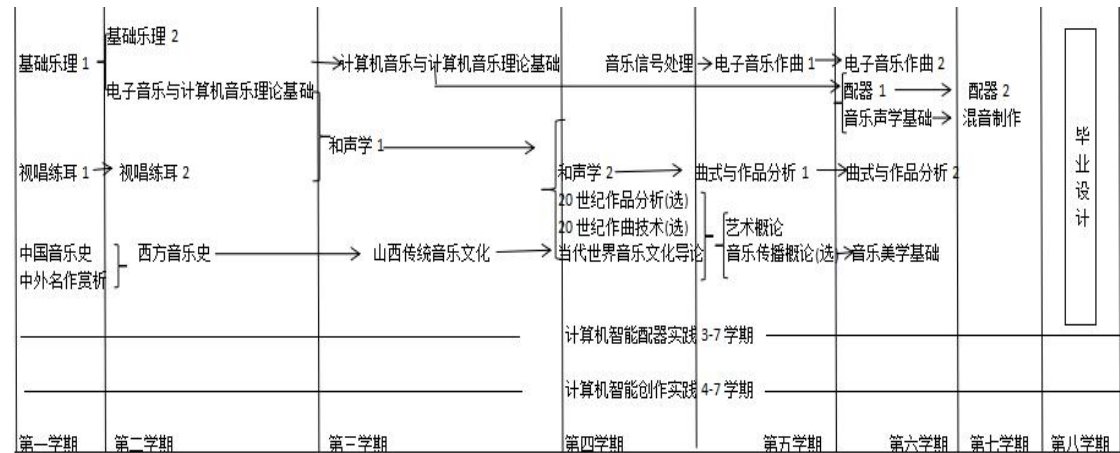 基础乐理 2
基础乐理 1
计算机音乐与计算机音乐理论基础
音乐信号处理
电子音乐作曲 1
电子音乐作曲 2
电子音乐与计算机音乐理论基础
配器 1
配器 2
音乐声学基础
混音制作
和声学 1
视唱练耳 1
视唱练耳 2
和声学 2
曲式与作品分析 1
曲式与作品分析 2
20 世纪作品分析(选)
20 世纪作曲技术(选)
艺术概论
中国音乐史
西方音乐史
山西传统音乐文化
当代世界音乐文化导论
音乐传播概论(选)
音乐美学基础
中外名作赏析
毕业设计
计算机智能配器实践 3-7 学期
计算机智能创作实践 4-7 学期
第一学期
第二学期
第三学期
第四学期
第五学期
第六学期
第七学期
第八学期